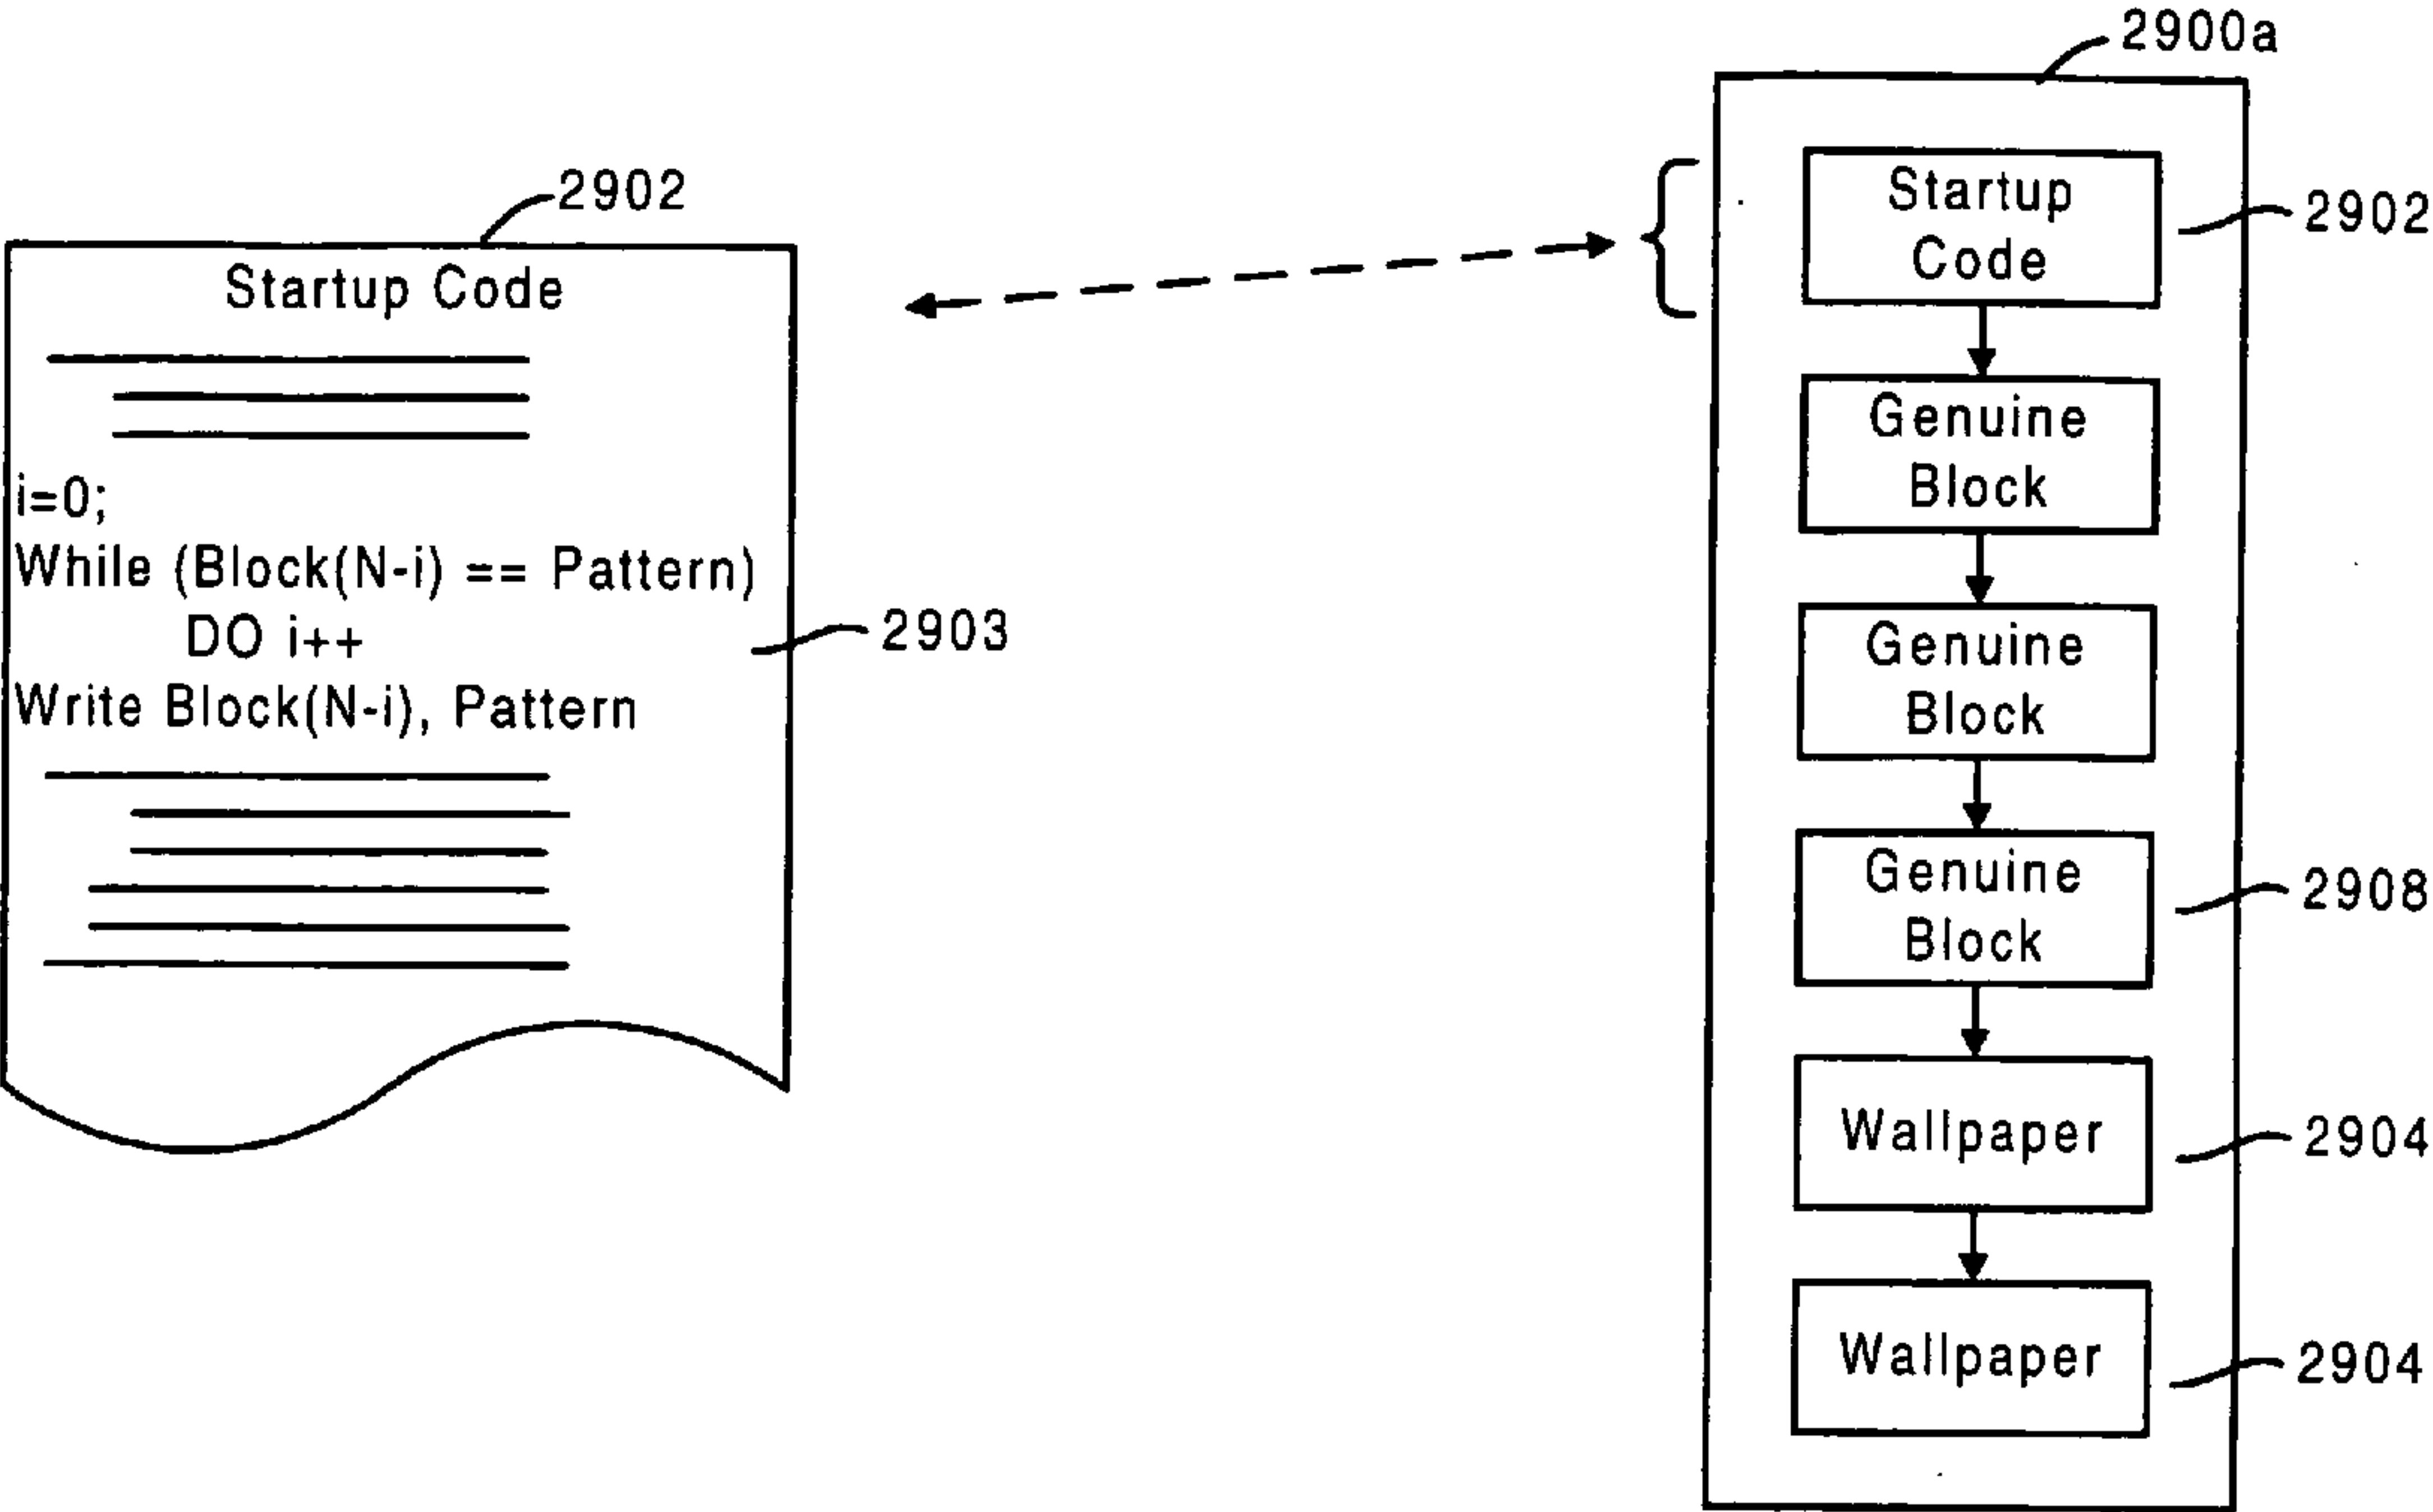 2902
Startup Code
i=0;
While (Block(N-i) == Pattern)
DO i++
Write Block(N-i), Pattern
2903
2900a
Startup
Code
2902
Genuine
Block
Genuine
Block
Genuine
Block
2908
Wallpaper
2904
Wallpaper
2904